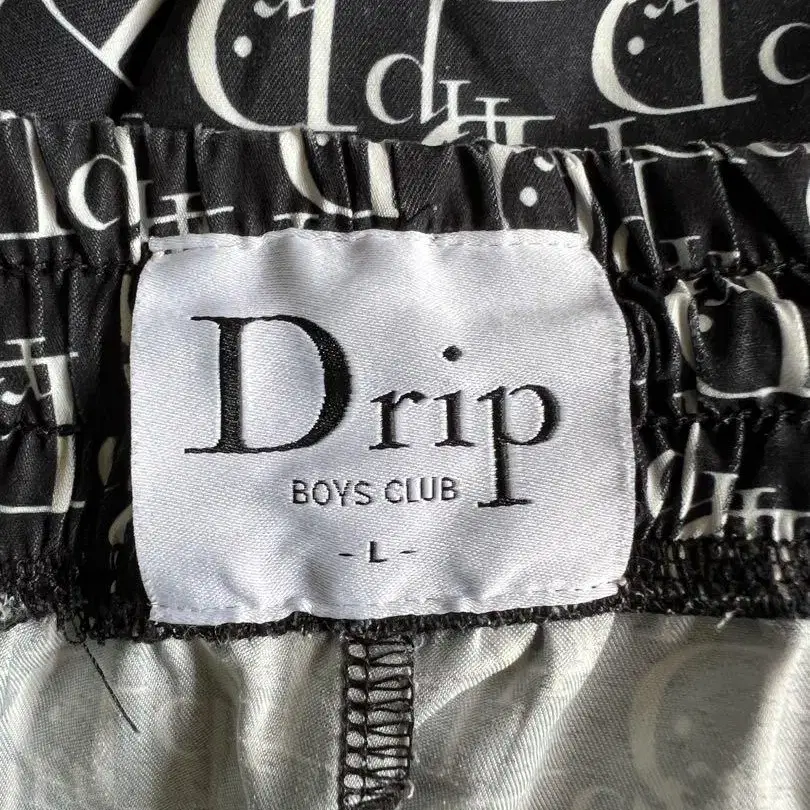 Drip
BOYS CLUB
- L -